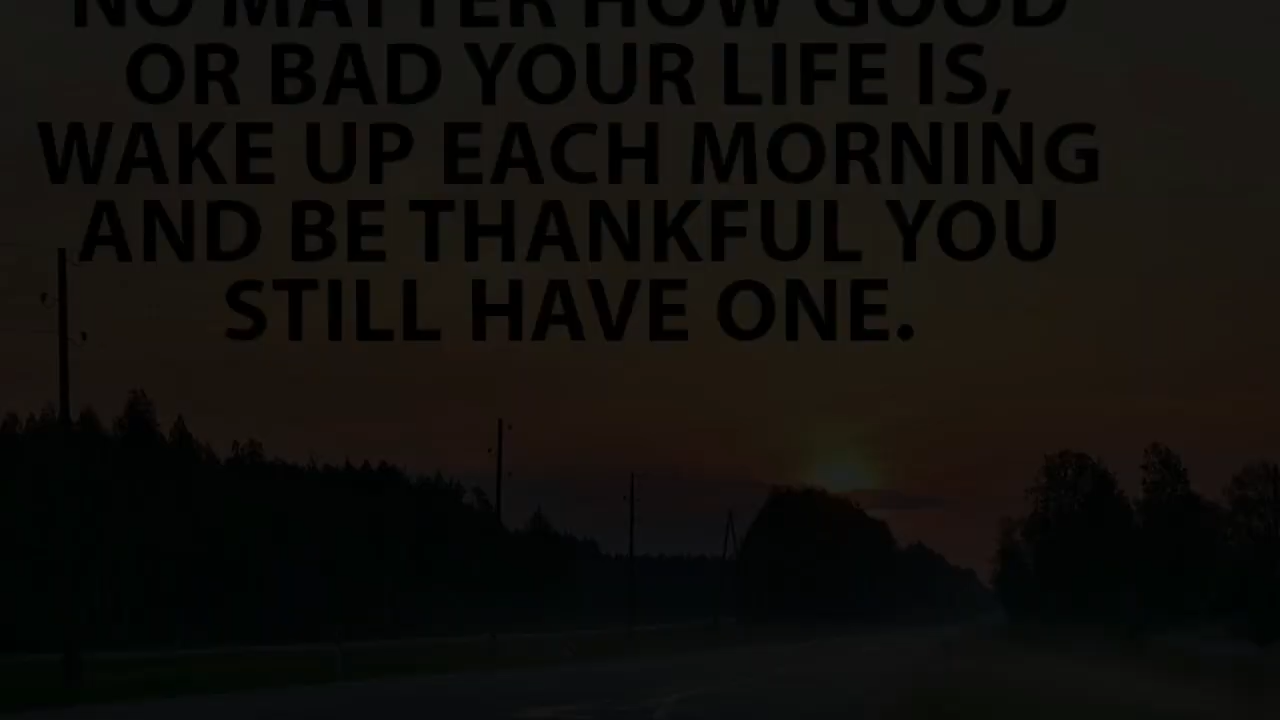 NO MATTER HOW GOOD
OR BAD YOUR LIFE IS,
WAKE UP EACH MORNING
AND BE THANKFUL YOU
STILL HAVE ONE.